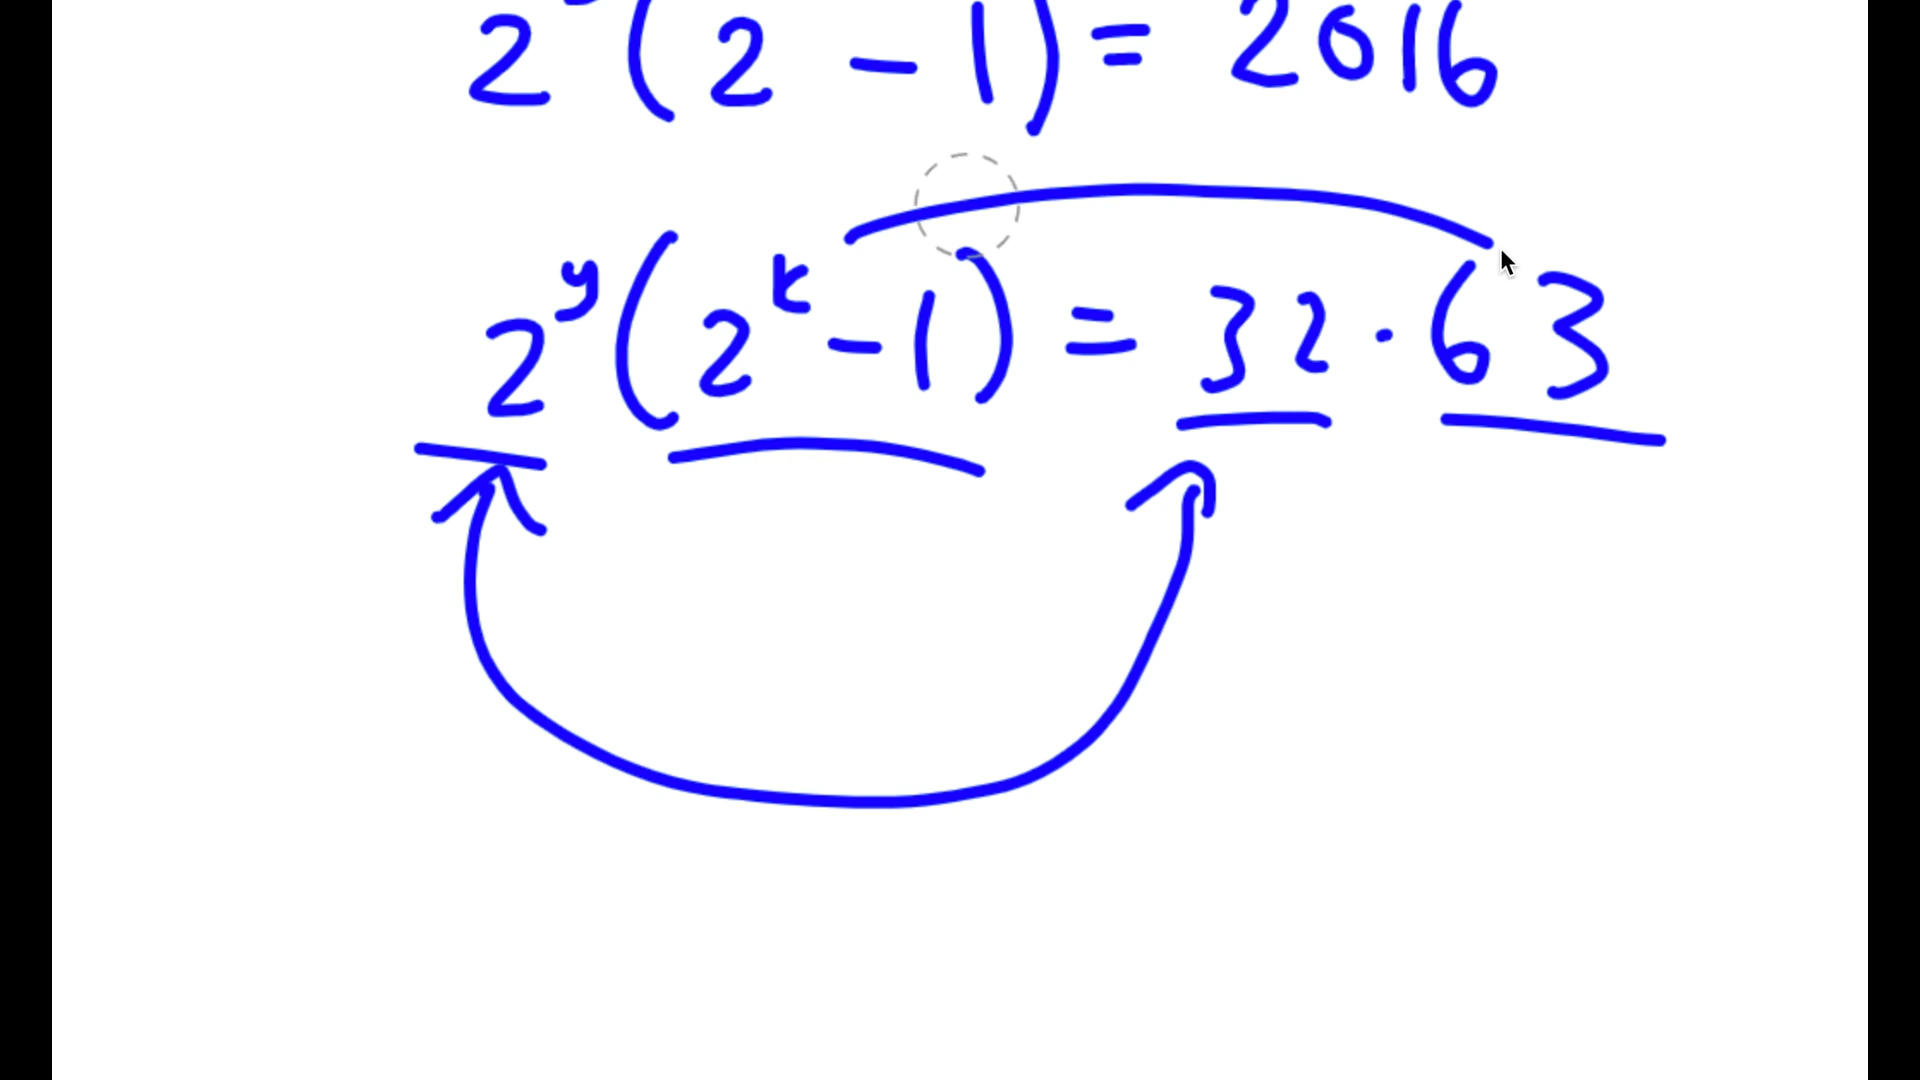 2^y(2 - 1) = 2016
2^y(2^k - 1) = 32 · 63